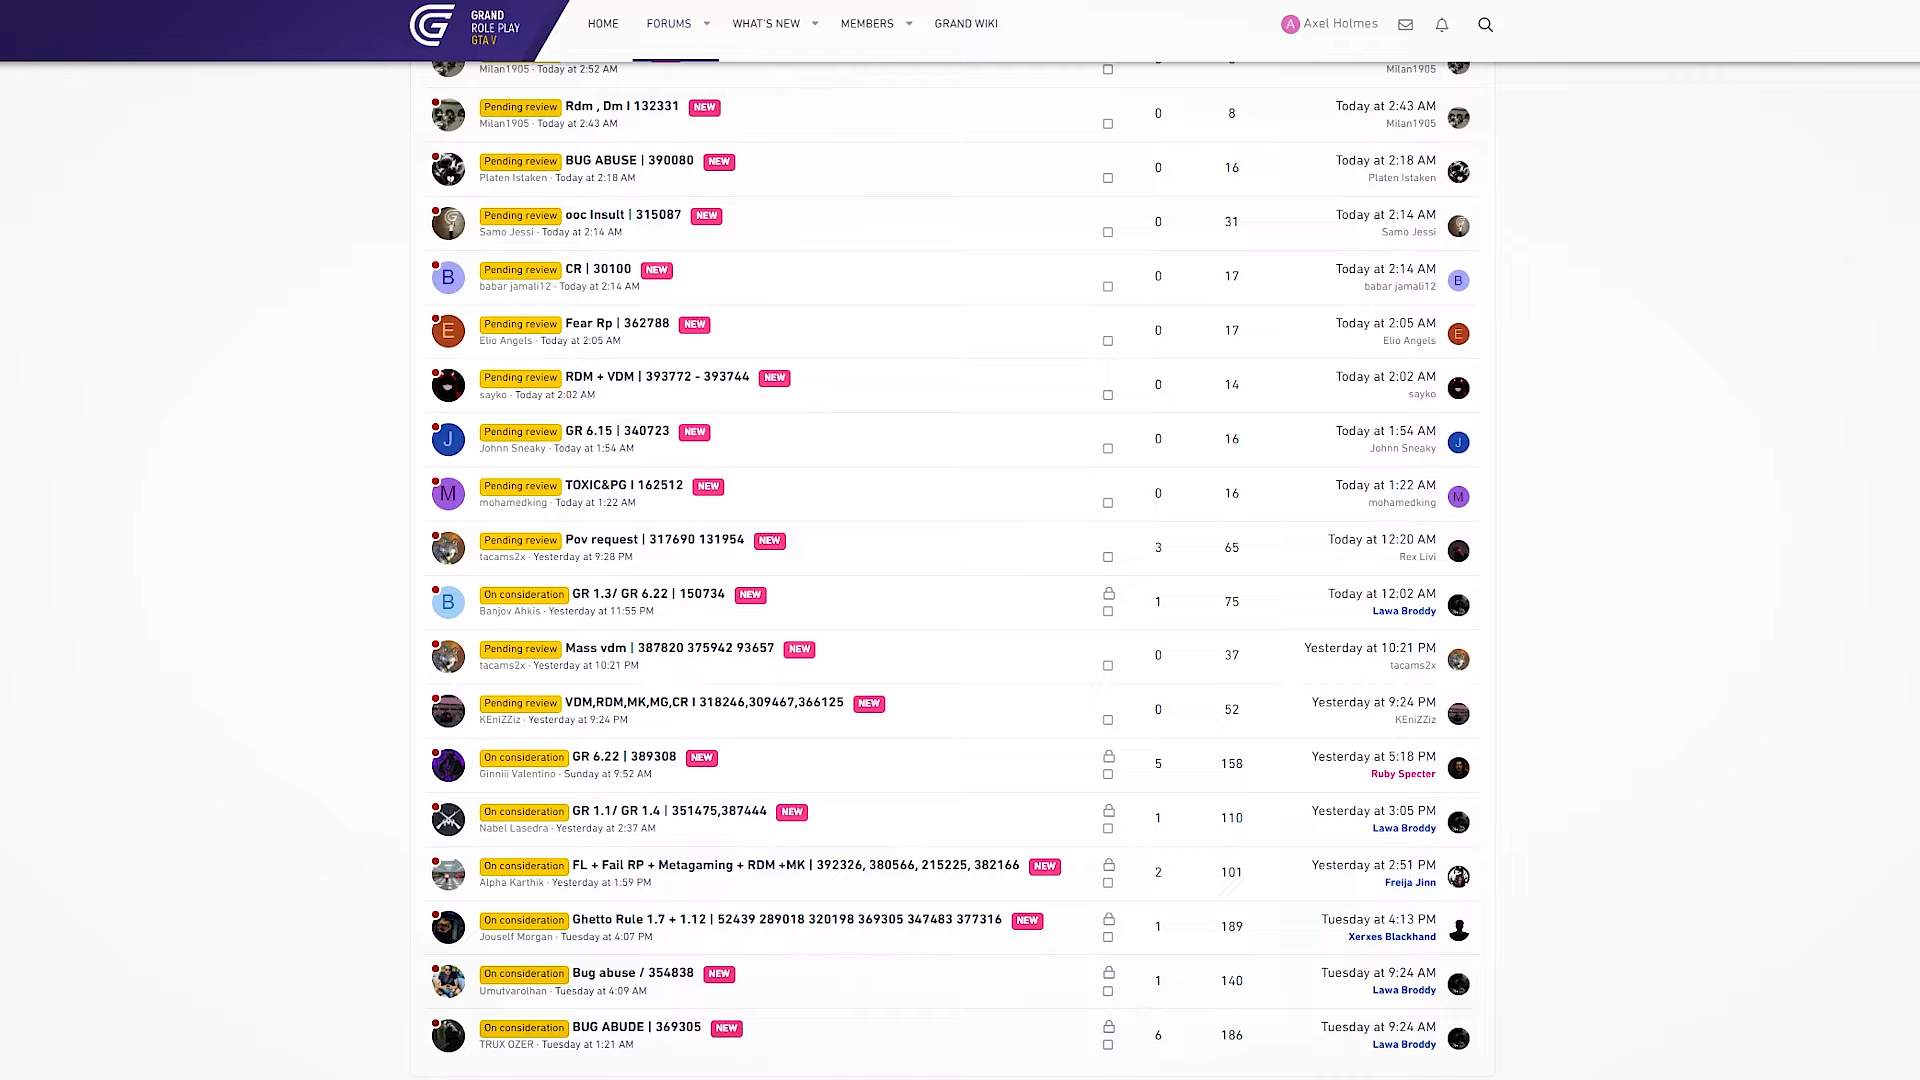 GRAND
ROLE PLAY
GTA V
HOME
FORUMS
WHAT'S NEW
MEMBERS
GRAND WIKI
A
Axel Holmes
Milan1905 · Today at 2:52 AM
Milan1905
Pending review Rdm , Dm I 132331 NEW
Milan1905 · Today at 2:43 AM
0
8
Today at 2:43 AM
Milan1905
Pending review BUG ABUSE | 390080 NEW
Platen Istaken · Today at 2:18 AM
0
16
Today at 2:18 AM
Platen Istaken
Pending review ooc Insult | 315087 NEW
Samo Jessi · Today at 2:14 AM
0
31
Today at 2:14 AM
Samo Jessi
B
Pending review CR | 30100 NEW
babar jamali12 · Today at 2:14 AM
0
17
Today at 2:14 AM
babar jamali12
B
E
Pending review Fear Rp | 362788 NEW
Elio Angels · Today at 2:05 AM
0
17
Today at 2:05 AM
Elio Angels
E
Pending review RDM + VDM | 393772 - 393744 NEW
sayko · Today at 2:02 AM
0
14
Today at 2:02 AM
sayko
J
Pending review GR 6.15 | 340723 NEW
Johnn Sneaky · Today at 1:54 AM
0
16
Today at 1:54 AM
Johnn Sneaky
J
M
Pending review TOXIC&PG I 162512 NEW
mohamedking · Today at 1:22 AM
0
16
Today at 1:22 AM
mohamedking
M
Pending review Pov request | 317690 131954 NEW
tacams2x · Yesterday at 9:28 PM
3
65
Today at 12:20 AM
Rex Livi
B
On consideration GR 1.3/ GR 6.22 | 150734 NEW
Banjov Ahkis · Yesterday at 11:55 PM
1
75
Today at 12:02 AM
Lawa Broddy
Pending review Mass vdm | 387820 375942 93657 NEW
tacams2x · Yesterday at 10:21 PM
0
37
Yesterday at 10:21 PM
tacams2x
Pending review VDM,RDM,MK,MG,CR I 318246,309467,366125 NEW
KEniZZiz · Yesterday at 9:24 PM
0
52
Yesterday at 9:24 PM
KEniZZiz
On consideration GR 6.22 | 389308 NEW
Ginniii Valentino · Sunday at 9:52 AM
5
158
Yesterday at 5:18 PM
Ruby Specter
On consideration GR 1.1/ GR 1.4 | 351475,387444 NEW
Nabel Lasedra · Yesterday at 2:37 AM
1
110
Yesterday at 3:05 PM
Lawa Broddy
On consideration FL + Fail RP + Metagaming + RDM +MK | 392326, 380566, 215225, 382166 NEW
Alpha Karthik · Yesterday at 1:59 PM
2
101
Yesterday at 2:51 PM
Freija Jinn
On consideration Ghetto Rule 1.7 + 1.12 | 52439 289018 320198 369305 347483 377316 NEW
Jouself Morgan · Tuesday at 4:07 PM
1
189
Tuesday at 4:13 PM
Xerxes Blackhand
On consideration Bug abuse / 354838 NEW
Umutvarolhan · Tuesday at 4:09 AM
1
140
Tuesday at 9:24 AM
Lawa Broddy
On consideration BUG ABUDE | 369305 NEW
TRUX OZER · Tuesday at 1:21 AM
6
186
Tuesday at 9:24 AM
Lawa Broddy